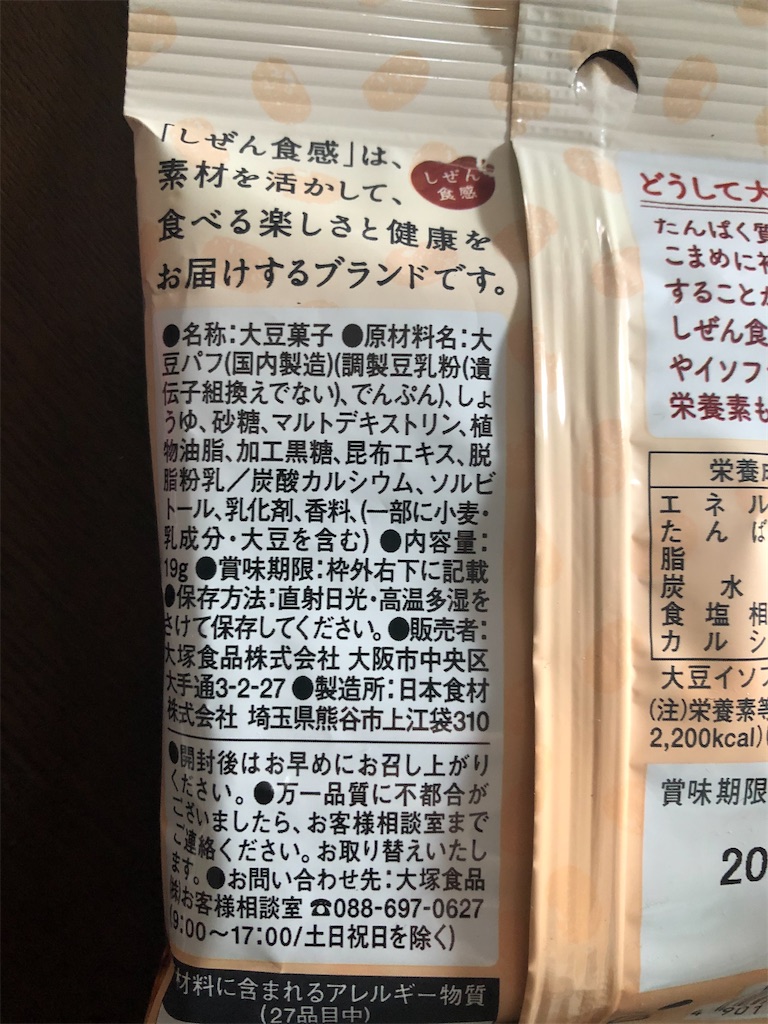 「しぜん食感」は、
素材を活かして、
食べる楽しさと健康を
お届けするブランドです。
しぜん
食感
●名称：大豆菓子 ●原材料名：大
豆パフ(国内製造)(調製豆乳粉(遺
伝子組換えでない)、でんぷん)、しょ
うゆ、砂糖、マルトデキストリン、植
物油脂、加工黒糖、昆布エキス、脱
脂粉乳／炭酸カルシウム、ソルビ
トール、乳化剤、香料、(一部に小麦・
乳成分・大豆を含む) ●内容量：
19g ●賞味期限：枠外右下に記載
●保存方法：直射日光・高温多湿を
さけて保存してください。●販売者：
大塚食品株式会社 大阪市中央区
大手通3-2-27 ●製造所：日本食材
株式会社 埼玉県熊谷市上江袋310
●開封後はお早めにお召し上がり
ください。●万一品質に不都合が
ございましたら、お客様相談室まで
ご連絡ください。お取り替えいたし
ます。●お問い合わせ先：大塚食品
㈱お客様相談室 ☎088-697-0627
(9：00〜17：00/土日祝日を除く)
材料に含まれるアレルギー物質
(27品目中)
どうして大
たんぱく質
こまめに補
することか
しぜん食
やイソフ
栄養素も
栄養成
エネル
たんぱ
脂
炭水
食塩相
カルシ
大豆イソフ
(注)栄養素等
2,200kcal)
賞味期限
20
4 901